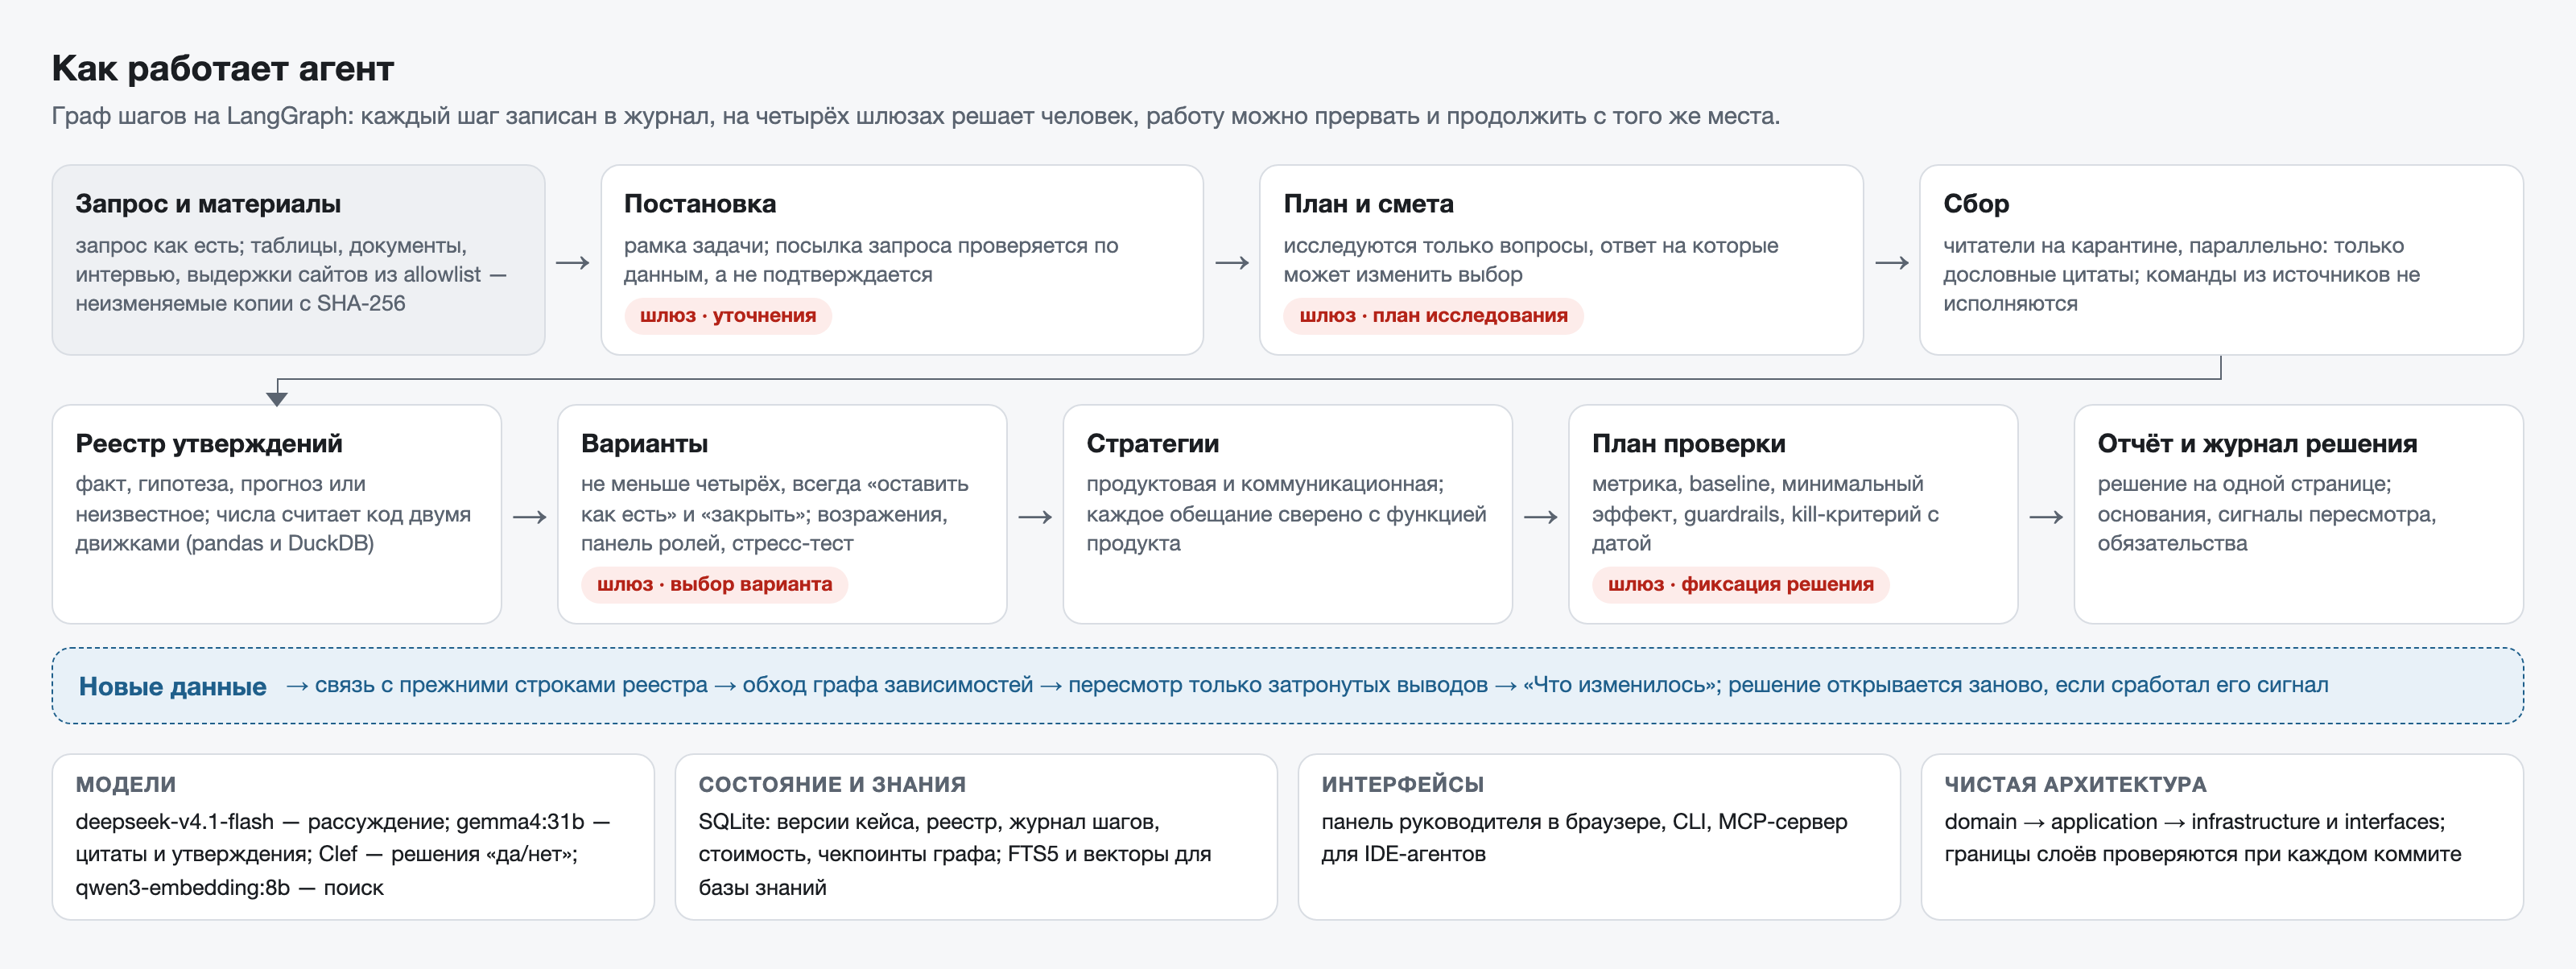 Как работает агент
Граф шагов на LangGraph: каждый шаг записан в журнал, на четырёх шлюзах решает человек, работу можно прервать и продолжить с того же места.
Запрос и материалы
запрос как есть; таблицы, документы,
интервью, выдержки сайтов из allowlist —
неизменяемые копии с SHA-256
→
Постановка
рамка задачи; посылка запроса проверяется по
данным, а не подтверждается
шлюз · уточнения
→
План и смета
исследуются только вопросы, ответ на которые
может изменить выбор
шлюз · план исследования
→
Сбор
читатели на карантине, параллельно: только
дословные цитаты; команды из источников не
исполняются
Реестр утверждений
факт, гипотеза, прогноз или
неизвестное; числа считает код двумя
движками (pandas и DuckDB)
→
Варианты
не меньше четырёх, всегда «оставить
как есть» и «закрыть»; возражения,
панель ролей, стресс-тест
шлюз · выбор варианта
→
Стратегии
продуктовая и коммуникационная;
каждое обещание сверено с функцией
продукта
→
План проверки
метрика, baseline, минимальный
эффект, guardrails, kill-критерий с
датой
шлюз · фиксация решения
→
Отчёт и журнал решения
решение на одной странице;
основания, сигналы пересмотра,
обязательства
Новые данные → связь с прежними строками реестра → обход графа зависимостей → пересмотр только затронутых выводов → «Что изменилось»; решение открывается заново, если сработал его сигнал
МОДЕЛИ
deepseek-v4.1-flash — рассуждение; gemma4:31b —
цитаты и утверждения; Clef — решения «да/нет»;
qwen3-embedding:8b — поиск
СОСТОЯНИЕ И ЗНАНИЯ
SQLite: версии кейса, реестр, журнал шагов,
стоимость, чекпоинты графа; FTS5 и векторы для
базы знаний
ИНТЕРФЕЙСЫ
панель руководителя в браузере, CLI, MCP-сервер
для IDE-агентов
ЧИСТАЯ АРХИТЕКТУРА
domain → application → infrastructure и interfaces;
границы слоёв проверяются при каждом коммите